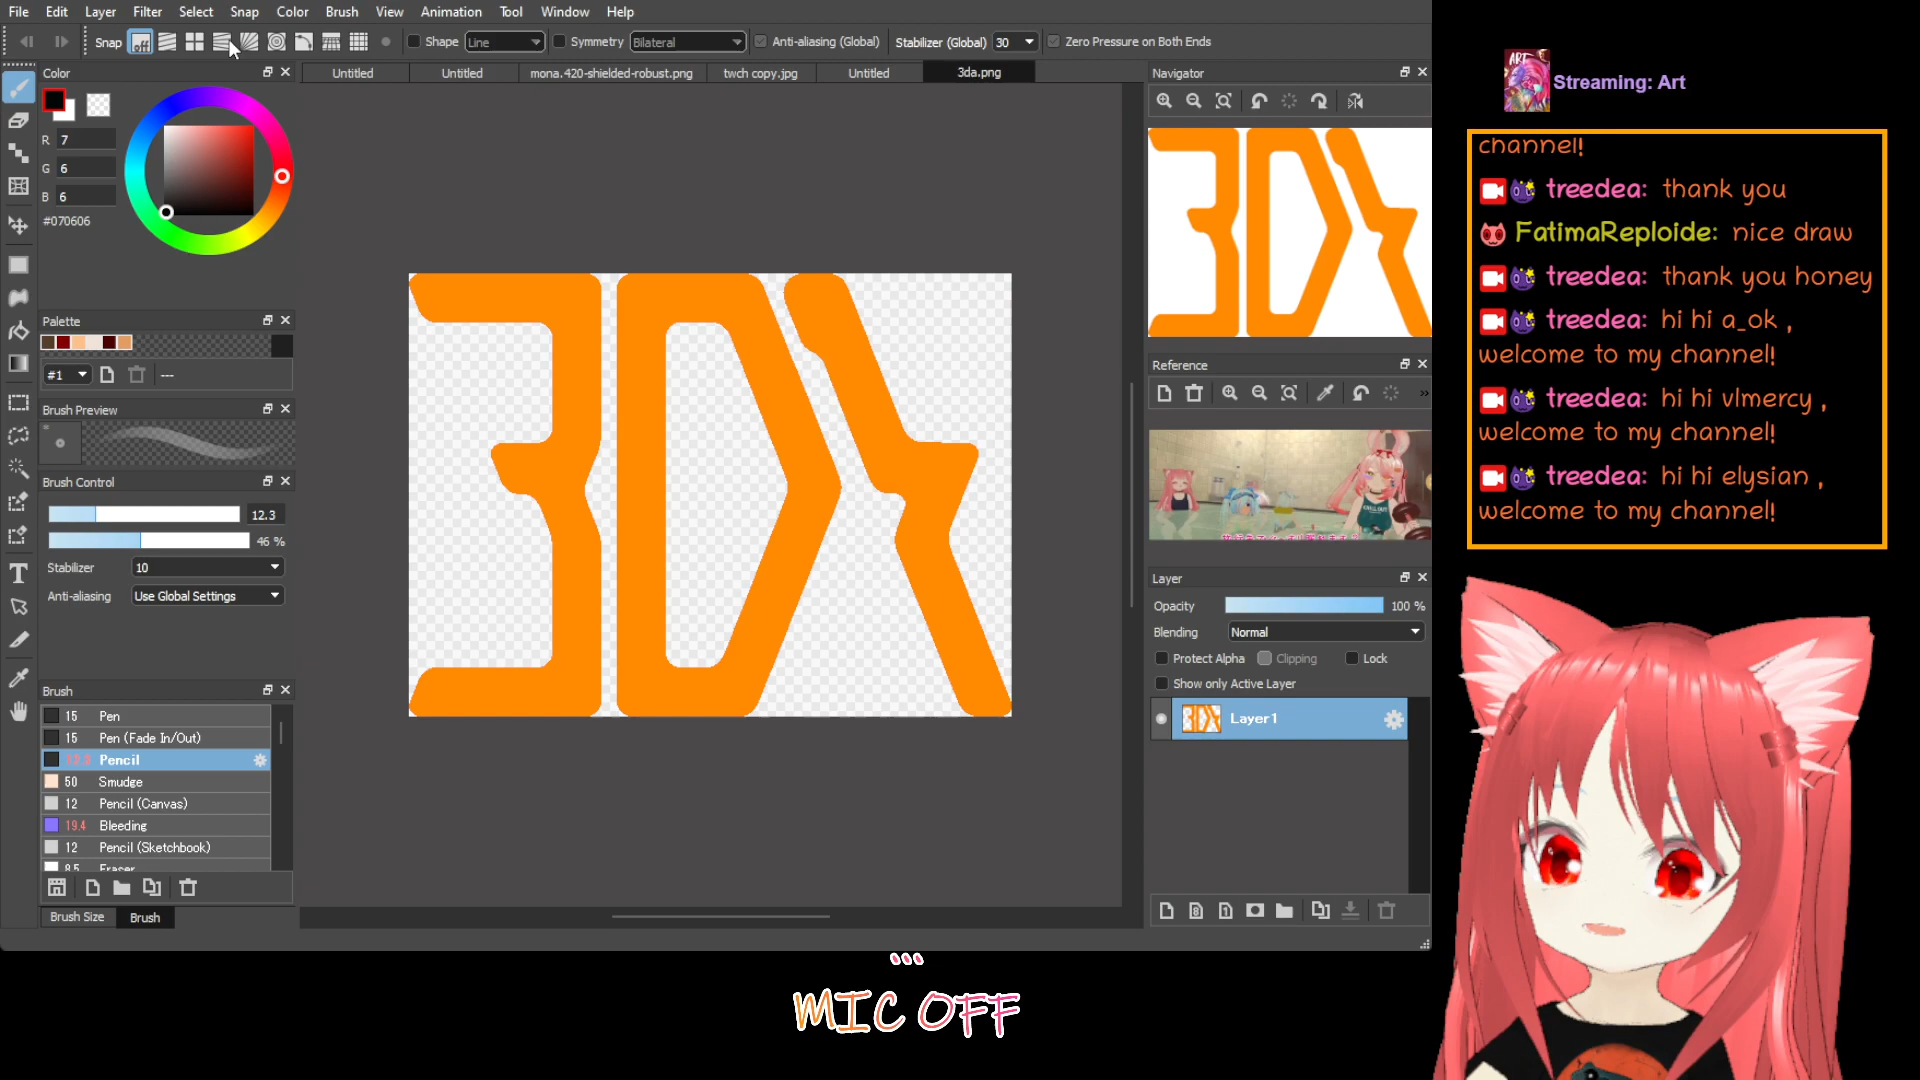 File Edit Layer Filter Select Snap Color Brush View Animation Tool Window Help
Snap off Shape Line Symmetry Bilateral Anti-aliasing (Global) Stabilizer (Global) 30 Zero Pressure on Both Ends
Color
Untitled Untitled mona.420-shielded-robust.png twch copy.jpg Untitled 3da.png
Navigator
R 7
G 6
B 6
#070606
Palette
#1 ---
Brush Preview
Brush Control
12.3
46 %
Stabilizer 10
Anti-aliasing Use Global Settings
Brush
15 Pen
15 Pen (Fade In/Out)
Pencil
50 Smudge
12 Pencil (Canvas)
19.4 Bleeding
12 Pencil (Sketchbook)
8.5 Eraser
Brush Size Brush
Reference
CHILL OUT
Layer
Opacity 100 %
Blending Normal
Protect Alpha Clipping Lock
Show only Active Layer
Layer1
ART
Streaming: Art
channel!
treedea: thank you
FatimaReploide: nice draw
treedea: thank you honey
treedea: hi hi a_ok ,
welcome to my channel!
treedea: hi hi vlmercy ,
welcome to my channel!
treedea: hi hi elysian ,
welcome to my channel!
MIC OFF